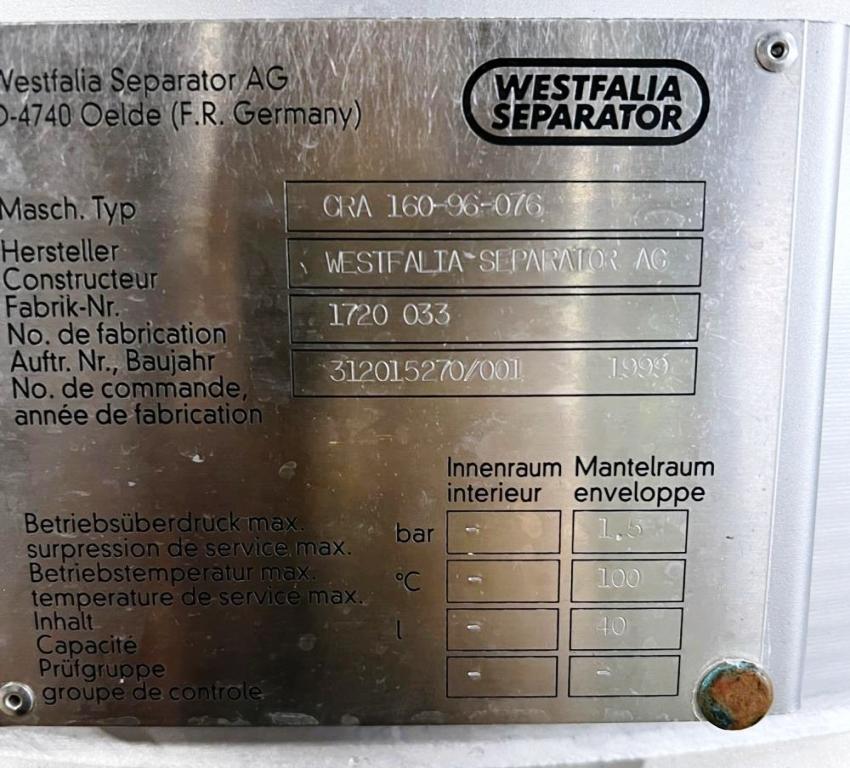 Westfalia Separator AG
D-4740 Oelde (F.R. Germany)
WESTFALIA
SEPARATOR
Masch. Typ CRA 160-96-076
Hersteller
Constructeur WESTFALIA SEPARATOR AG
Fabrik-Nr.
No. de fabrication 1720 033
Auftr. Nr., Baujahr 312015270/001 1999
No. de commande,
année de fabrication
Innenraum Mantelraum
interieur enveloppe
Betriebsüberdruck max.
surpression de service max. bar - 1.5
Betriebstemperatur max.
temperature de service max. °C - 100
Inhalt
Capacité l - 40
Prüfgruppe
groupe de controle - -